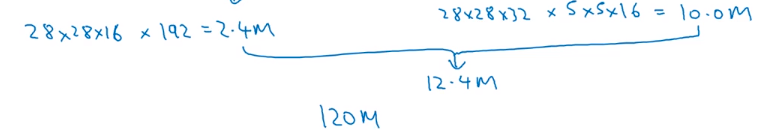 28x28x32 x 5x5x16 = 10.0M
28x28x16 x 192 = 2.4M
12.4M
120M